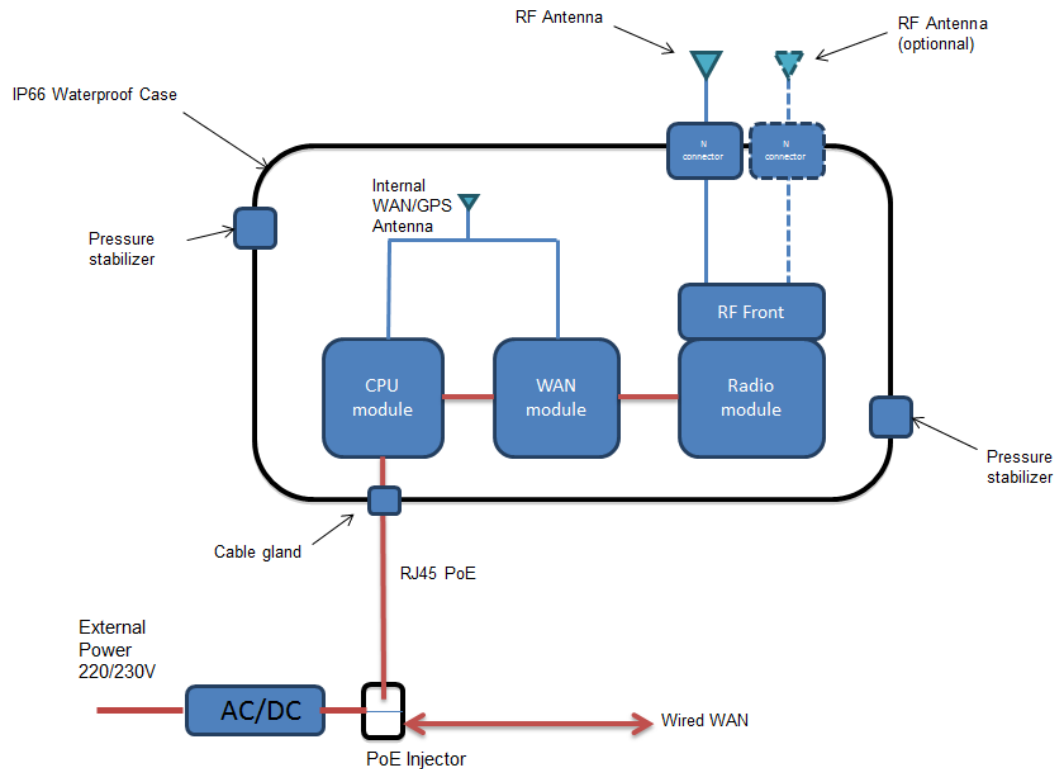 RF Antenna
RF Antenna
(optionnal)
IP66 Waterproof Case
N
connector
N
connector
Internal
WAN/GPS
Antenna
Pressure
stabilizer
RF Front
CPU
module
WAN
module
Radio
module
Pressure
stabilizer
Cable gland
RJ45 PoE
External
Power
220/230V
AC/DC
Wired WAN
PoE Injector